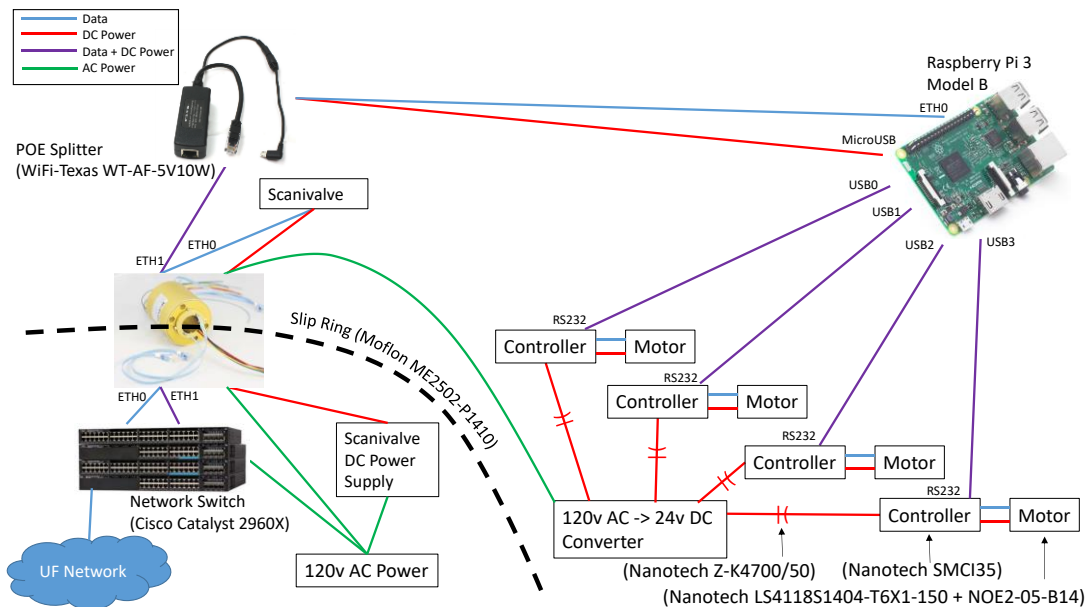 Data
DC Power
Data + DC Power
AC Power
Raspberry Pi 3
Model B
ETH0
MicroUSB
POE Splitter
(WiFi-Texas WT-AF-5V10W)
Scanivalve
USB0
USB1
USB2
USB3
ETH0
ETH1
Slip Ring (Moflon ME2502-P1410)
RS232
Controller
Motor
RS232
Controller
Motor
ETH0
ETH1
Scanivalve
DC Power
Supply
RS232
Controller
Motor
Network Switch
(Cisco Catalyst 2960X)
RS232
Controller
Motor
120v AC -> 24v DC
Converter
UF Network
120v AC Power
(Nanotech Z-K4700/50)
(Nanotech SMCI35)
(Nanotech LS4118S1404-T6X1-150 + NOE2-05-B14)